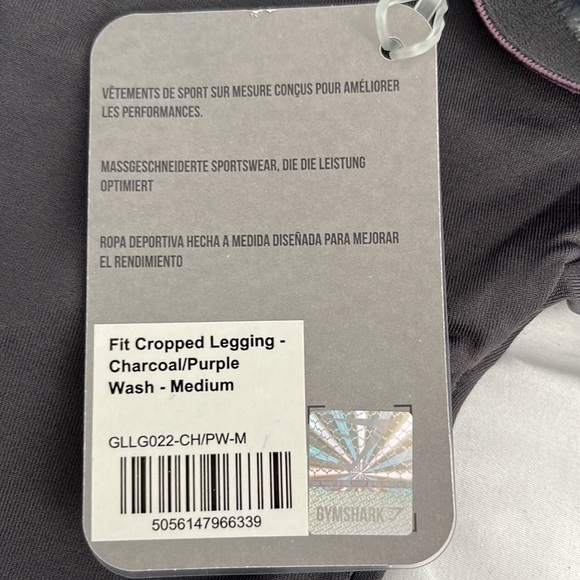 VÊTEMENTS DE SPORT SUR MESURE CONÇUS POUR AMÉLIORER
LES PERFORMANCES.
MASSGESCHNEIDERTE SPORTSWEAR, DIE DIE LEISTUNG
OPTIMIERT
ROPA DEPORTIVA HECHA A MEDIDA DISEÑADA PARA MEJORAR
EL RENDIMIENTO
Fit Cropped Legging -
Charcoal/Purple
Wash - Medium
GLLG022-CH/PW-M
5056147966339
GYMSHARK